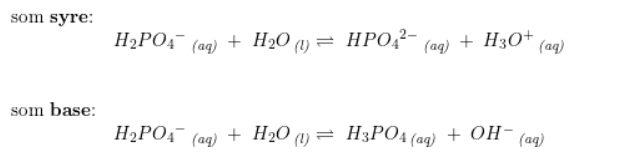 som syre:
H₂PO₄⁻ (aq) + H₂O (l) ⇌ HPO₄²⁻ (aq) + H₃O⁺ (aq)
som base:
H₂PO₄⁻ (aq) + H₂O (l) ⇌ H₃PO₄ (aq) + OH⁻ (aq)